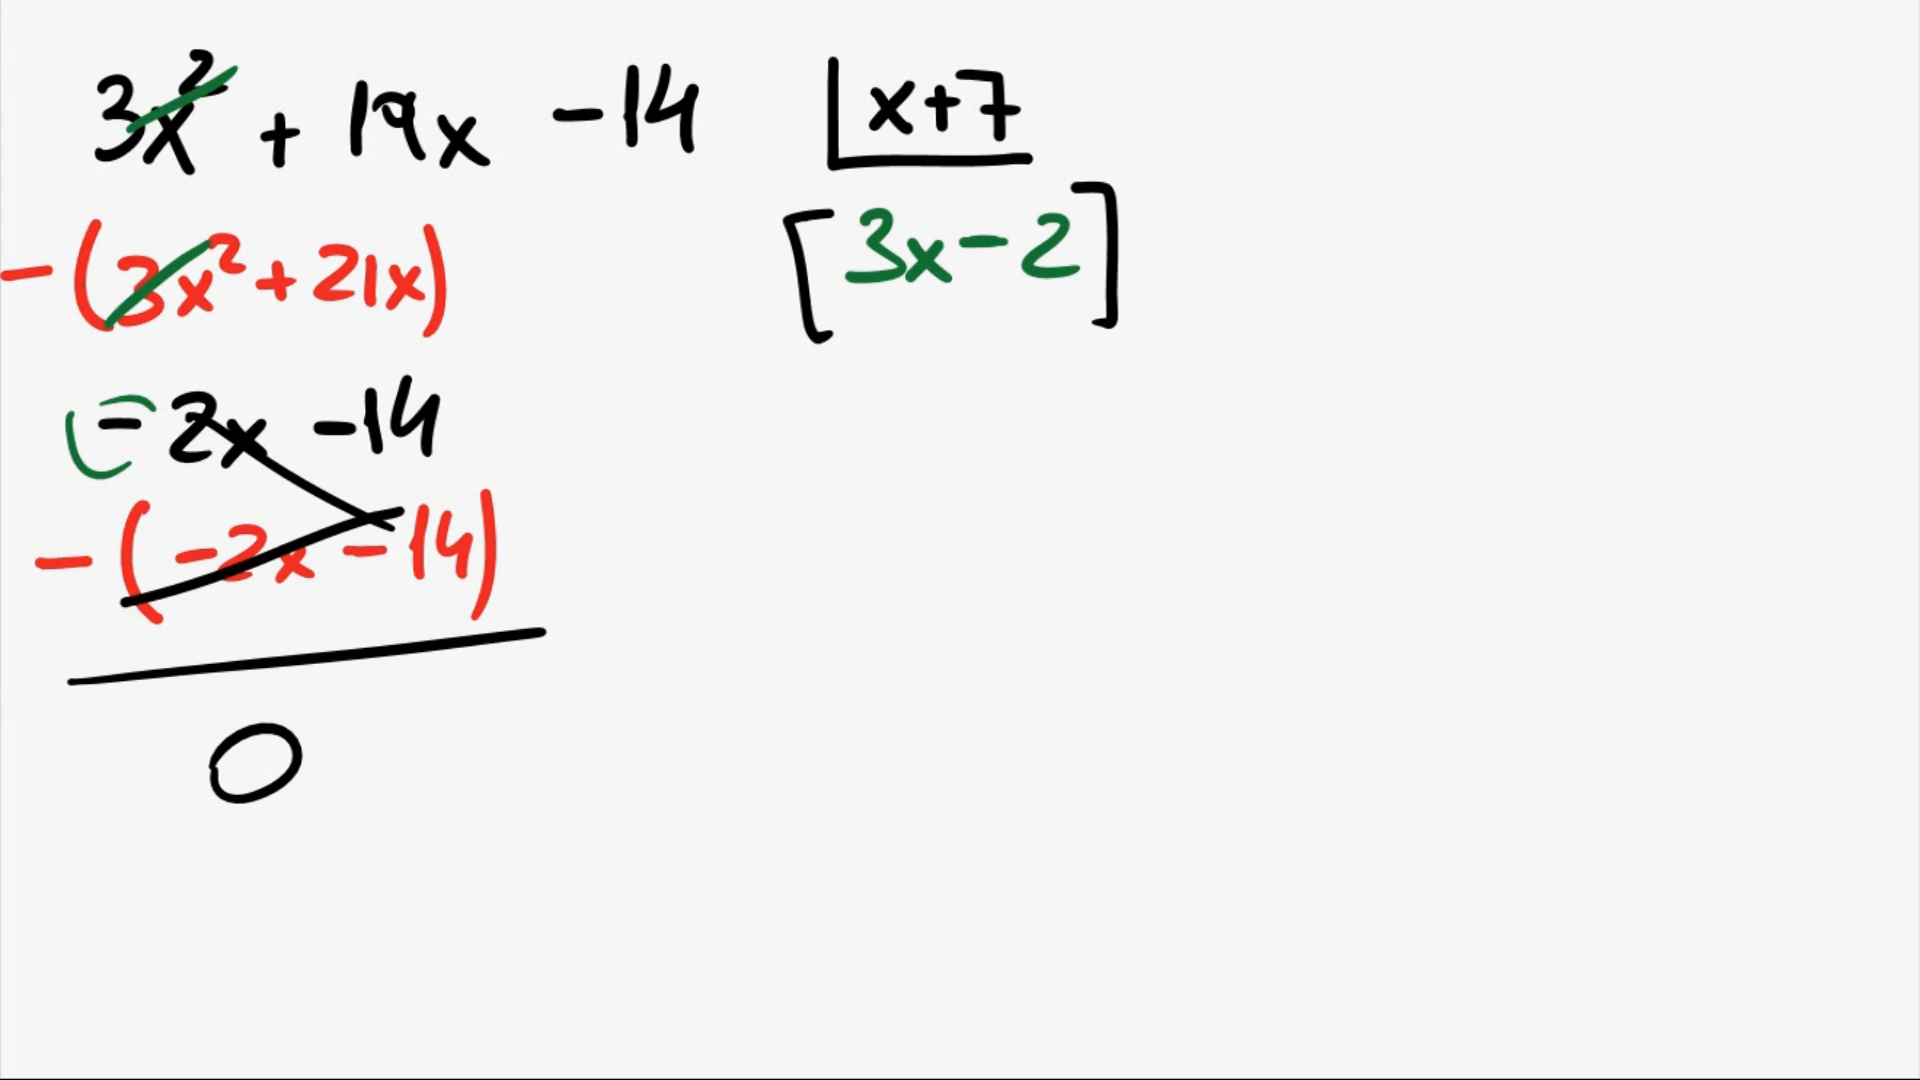 3x² + 19x - 14 | x+7
-(3x² + 21x) [3x-2]
-2x -14
-(-2x-14)
0